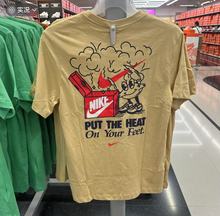 实况
NIKE
PUT THE HEAT
On Your Feet.